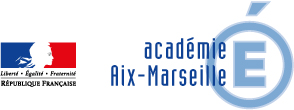 Liberté • Égalité • Fraternité
RÉPUBLIQUE FRANÇAISE
académie
Aix-Marseille
É